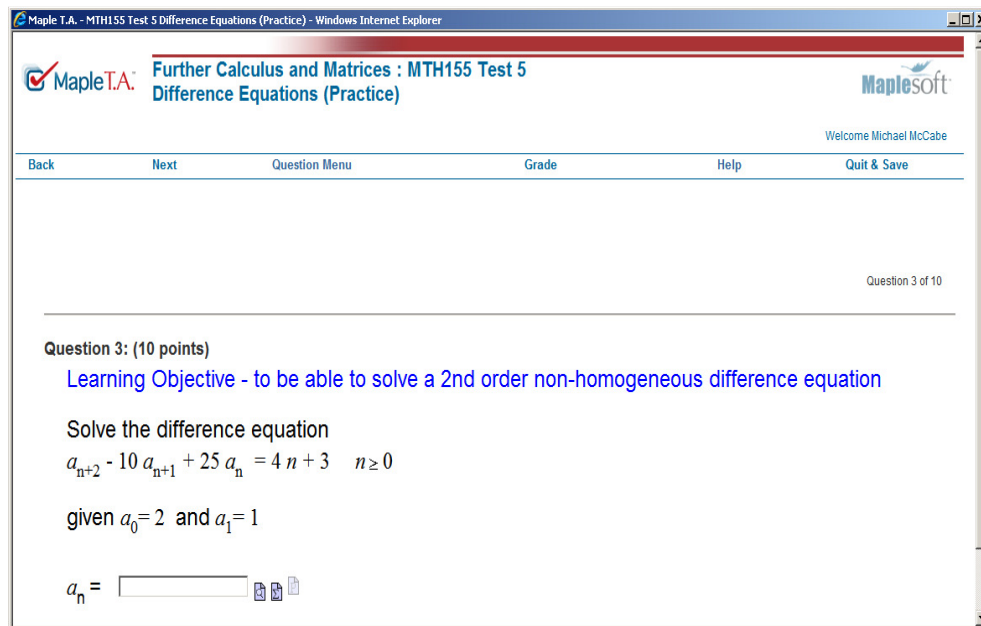 Maple T.A. - MTH155 Test 5 Difference Equations (Practice) - Windows Internet Explorer
MapleT.A.™ Further Calculus and Matrices : MTH155 Test 5
Difference Equations (Practice)
Maplesoft
Welcome Michael McCabe
Back Next Question Menu Grade Help Quit & Save
Question 3 of 10
Question 3: (10 points)
Learning Objective - to be able to solve a 2nd order non-homogeneous difference equation
Solve the difference equation
aₙ₊₂ - 10 aₙ₊₁ + 25 aₙ = 4 n + 3 n ≥ 0
given a₀= 2 and a₁= 1
aₙ =